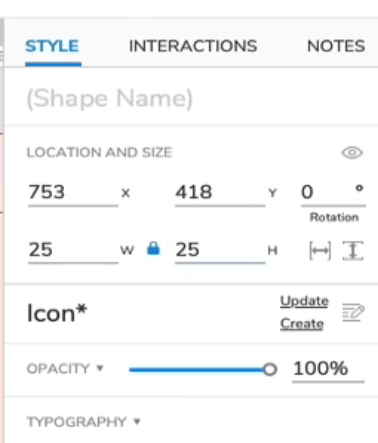 STYLE INTERACTIONS NOTES
(Shape Name)
LOCATION AND SIZE
753 X 418 Y 0 °
Rotation
25 W 25 H
Icon* Update
Create
OPACITY ▾ 100%
TYPOGRAPHY ▾